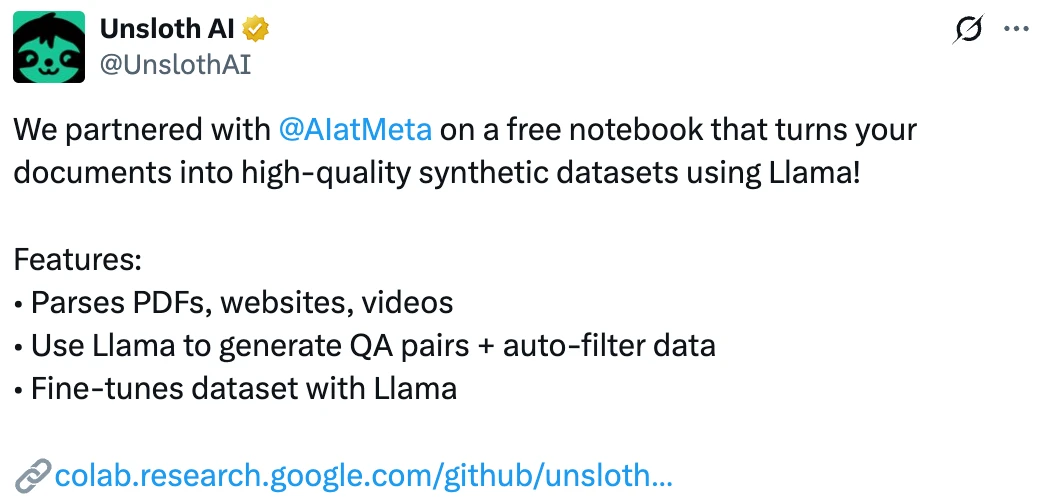 Unsloth AI
@UnslothAI
We partnered with @AIatMeta on a free notebook that turns your
documents into high-quality synthetic datasets using Llama!
Features:
• Parses PDFs, websites, videos
• Use Llama to generate QA pairs + auto-filter data
• Fine-tunes dataset with Llama
colab.research.google.com/github/unsloth...